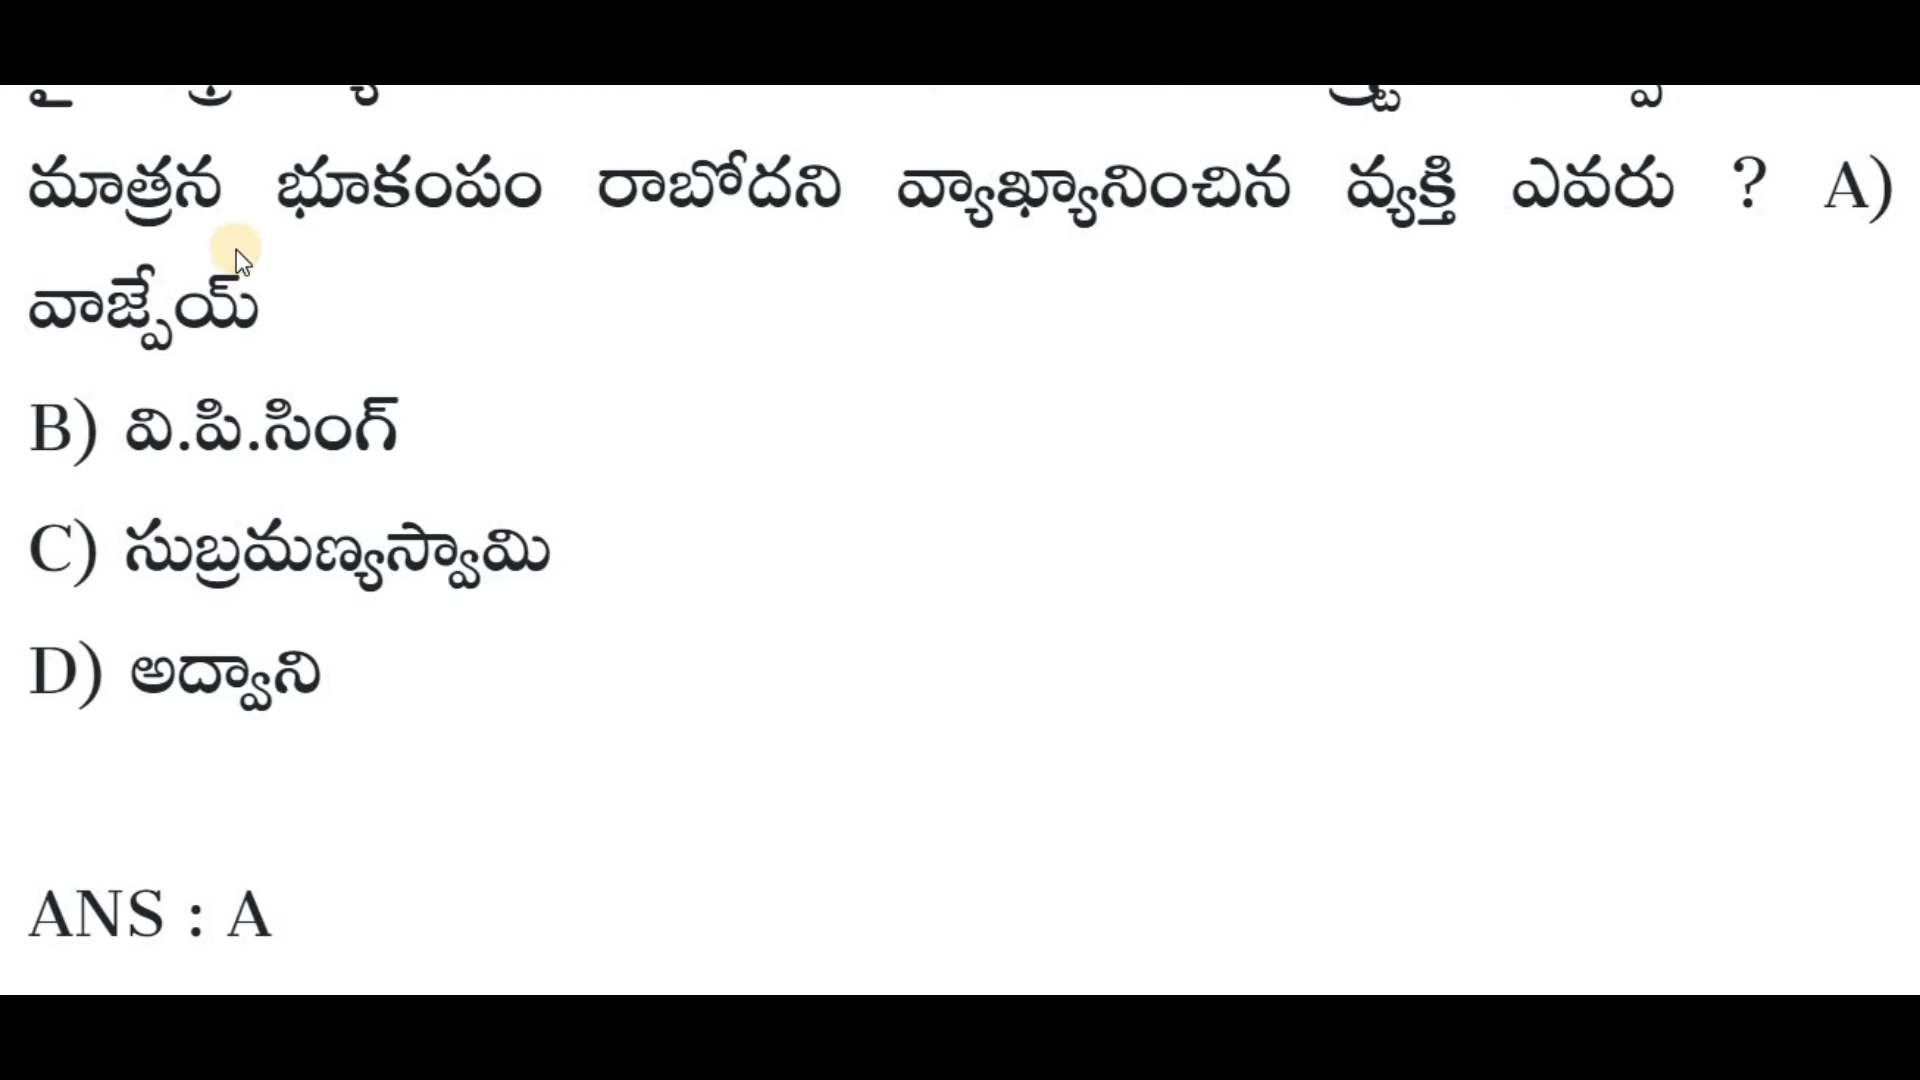 మాత్రన భూకంపం రాబోదని వ్యాఖ్యానించిన వ్యక్తి ఎవరు ? A)
వాజ్పేయ్
B) వి.పి.సింగ్
C) సుబ్రమణ్యస్వామి
D) అద్వాని
ANS : A